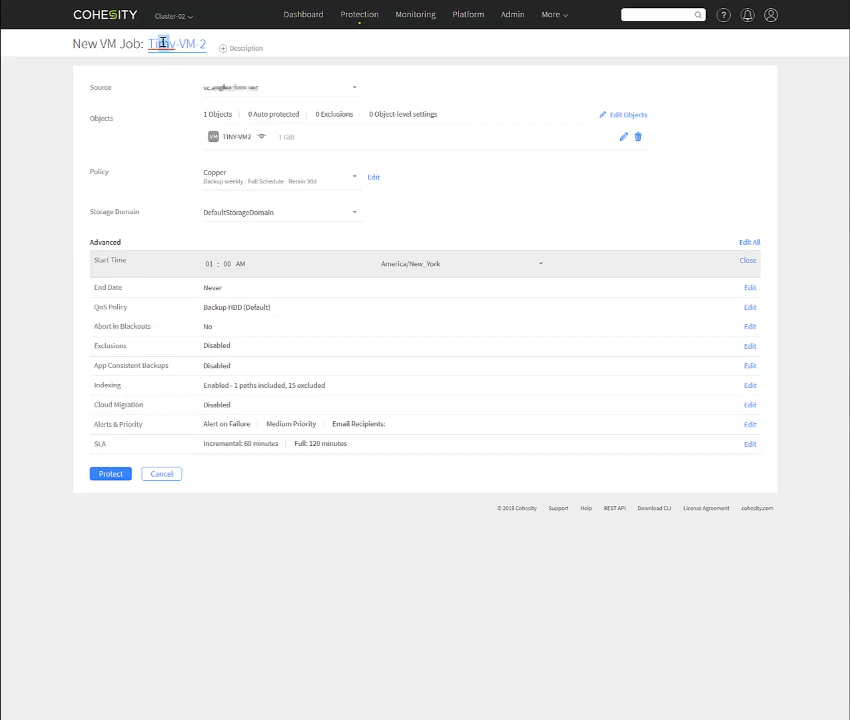 COHESITY Cluster-02 Dashboard Protection Monitoring Platform Admin More
New VM Job: Tiny-VM-2 Description
Source
Objects 1 Objects 0 Auto protected 0 Exclusions 0 Object-level settings Edit Objects
VM TINY-VM2 1 GiB
Policy Copper Edit
Backup weekly Full Schedule Retain 30d
Storage Domain DefaultStorageDomain
Advanced Edit All
Start Time 01 : 00 AM America/New_York Close
End Date Never Edit
QoS Policy Backup HDD (Default) Edit
Abort in Blackouts No Edit
Exclusions Disabled Edit
App Consistent Backups Disabled Edit
Indexing Enabled - 1 paths included, 15 excluded Edit
Cloud Migration Disabled Edit
Alerts & Priority Alert on Failure Medium Priority Email Recipients: Edit
SLA Incremental: 60 minutes Full: 120 minutes Edit
Protect Cancel
© 2019 Cohesity Support Help REST API Download CLI License Agreement cohesity.com